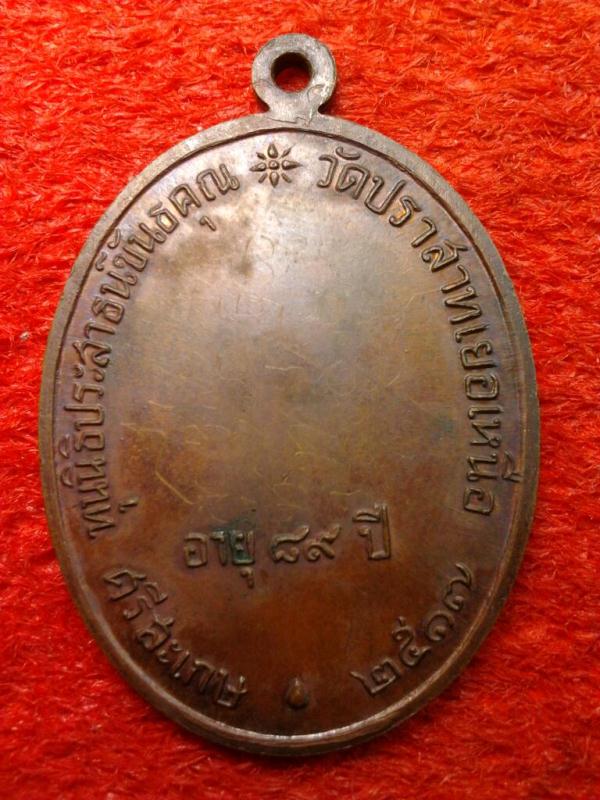 ทุนนิธิประสาธน์ขันธคุณ ✷ วัดปราสาทเยอเหนือ
อายุ ๘๙ ปี
ศรีสะเกษ ๒๕๑๗